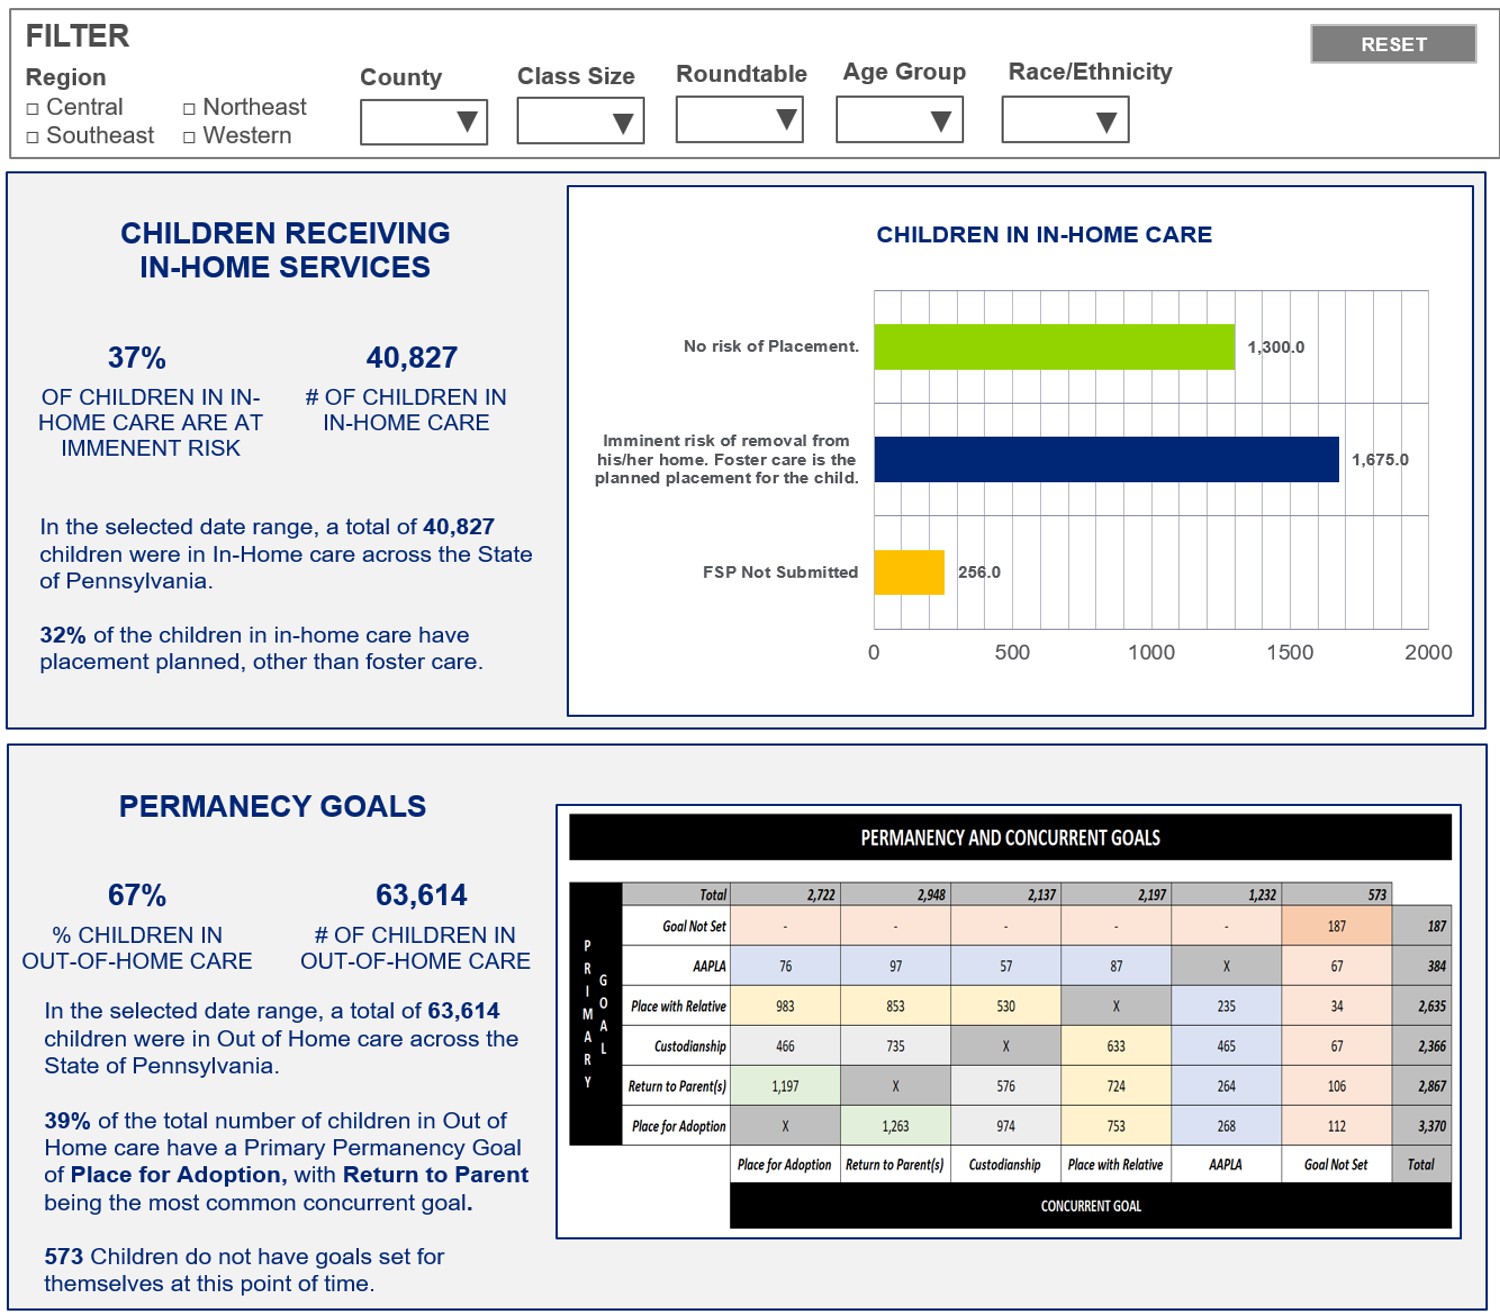 FILTER
RESET
Region
County
Class Size
Roundtable
Age Group
Race/Ethnicity
Central
Northeast
Southeast
Western
CHILDREN RECEIVING
IN-HOME SERVICES
37%
OF CHILDREN IN IN-
HOME CARE ARE AT
IMMENENT RISK
40,827
# OF CHILDREN IN
IN-HOME CARE
In the selected date range, a total of 40,827
children were in In-Home care across the State
of Pennsylvania.
32% of the children in in-home care have
placement planned, other than foster care.
CHILDREN IN IN-HOME CARE
No risk of Placement.
1,300.0
Imminent risk of removal from
his/her home. Foster care is the
planned placement for the child.
1,675.0
FSP Not Submitted
256.0
0 500 1000 1500 2000
PERMANECY GOALS
67%
% CHILDREN IN
OUT-OF-HOME CARE
63,614
# OF CHILDREN IN
OUT-OF-HOME CARE
In the selected date range, a total of 63,614
children were in Out of Home care across the
State of Pennsylvania.
39% of the total number of children in Out of
Home care have a Primary Permanency Goal
of Place for Adoption, with Return to Parent
being the most common concurrent goal.
573 Children do not have goals set for
themselves at this point of time.
PERMANENCY AND CONCURRENT GOALS
PRIMARY
GOAL
Total 2,722 2,948 2,137 2,197 1,232 573
Goal Not Set - - - - - 187 187
AAPLA 76 97 57 87 X 67 384
Place with Relative 983 853 530 X 235 34 2,635
Custodianship 466 735 X 633 465 67 2,366
Return to Parent(s) 1,197 X 576 724 264 106 2,867
Place for Adoption X 1,263 974 753 268 112 3,370
Place for Adoption Return to Parent(s) Custodianship Place with Relative AAPLA Goal Not Set Total
CONCURRENT GOAL